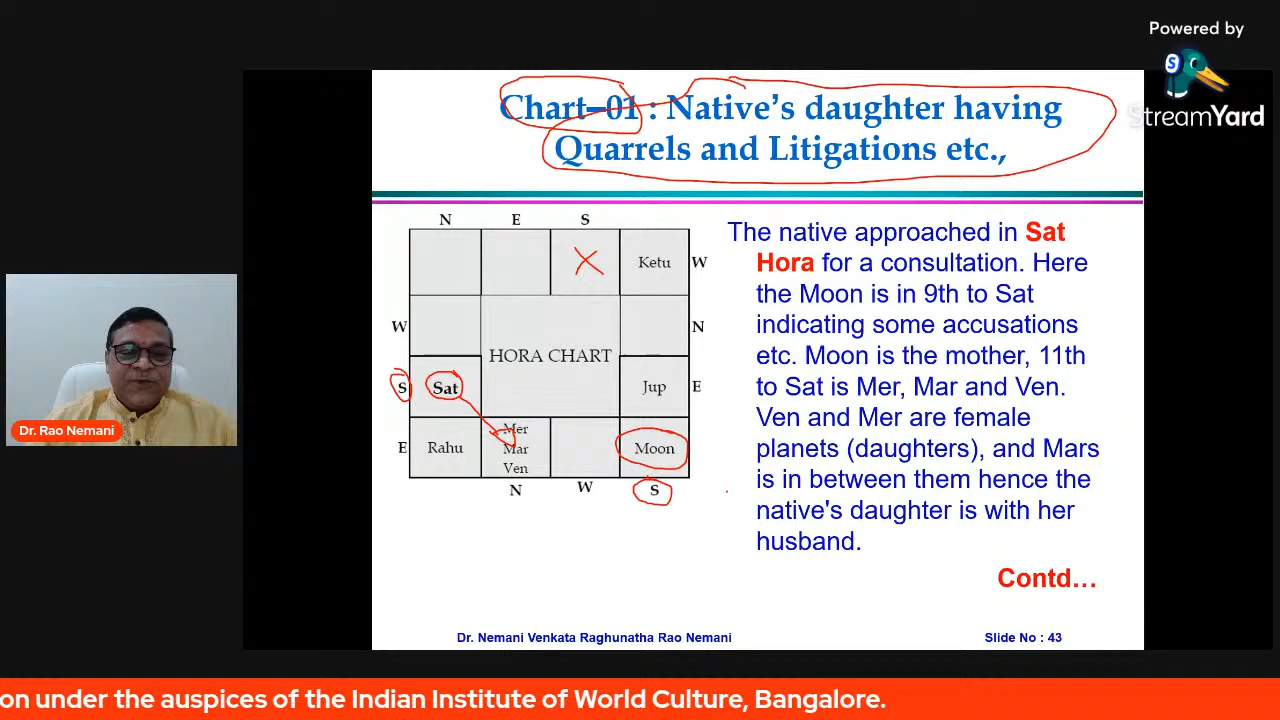 Powered by
S
StreamYard
Chart–01 : Native's daughter having
Quarrels and Litigations etc.,
N E S
Ketu W
W N
HORA CHART
S Sat Jup E
E Rahu Mer Moon
Mar
Ven
N W S
The native approached in Sat
Hora for a consultation. Here
the Moon is in 9th to Sat
indicating some accusations
etc. Moon is the mother, 11th
to Sat is Mer, Mar and Ven.
Ven and Mer are female
planets (daughters), and Mars
is in between them hence the
native's daughter is with her
husband.
Contd...
Dr. Nemani Venkata Raghunatha Rao Nemani
Slide No : 43
Dr. Rao Nemani
on under the auspices of the Indian Institute of World Culture, Bangalore.